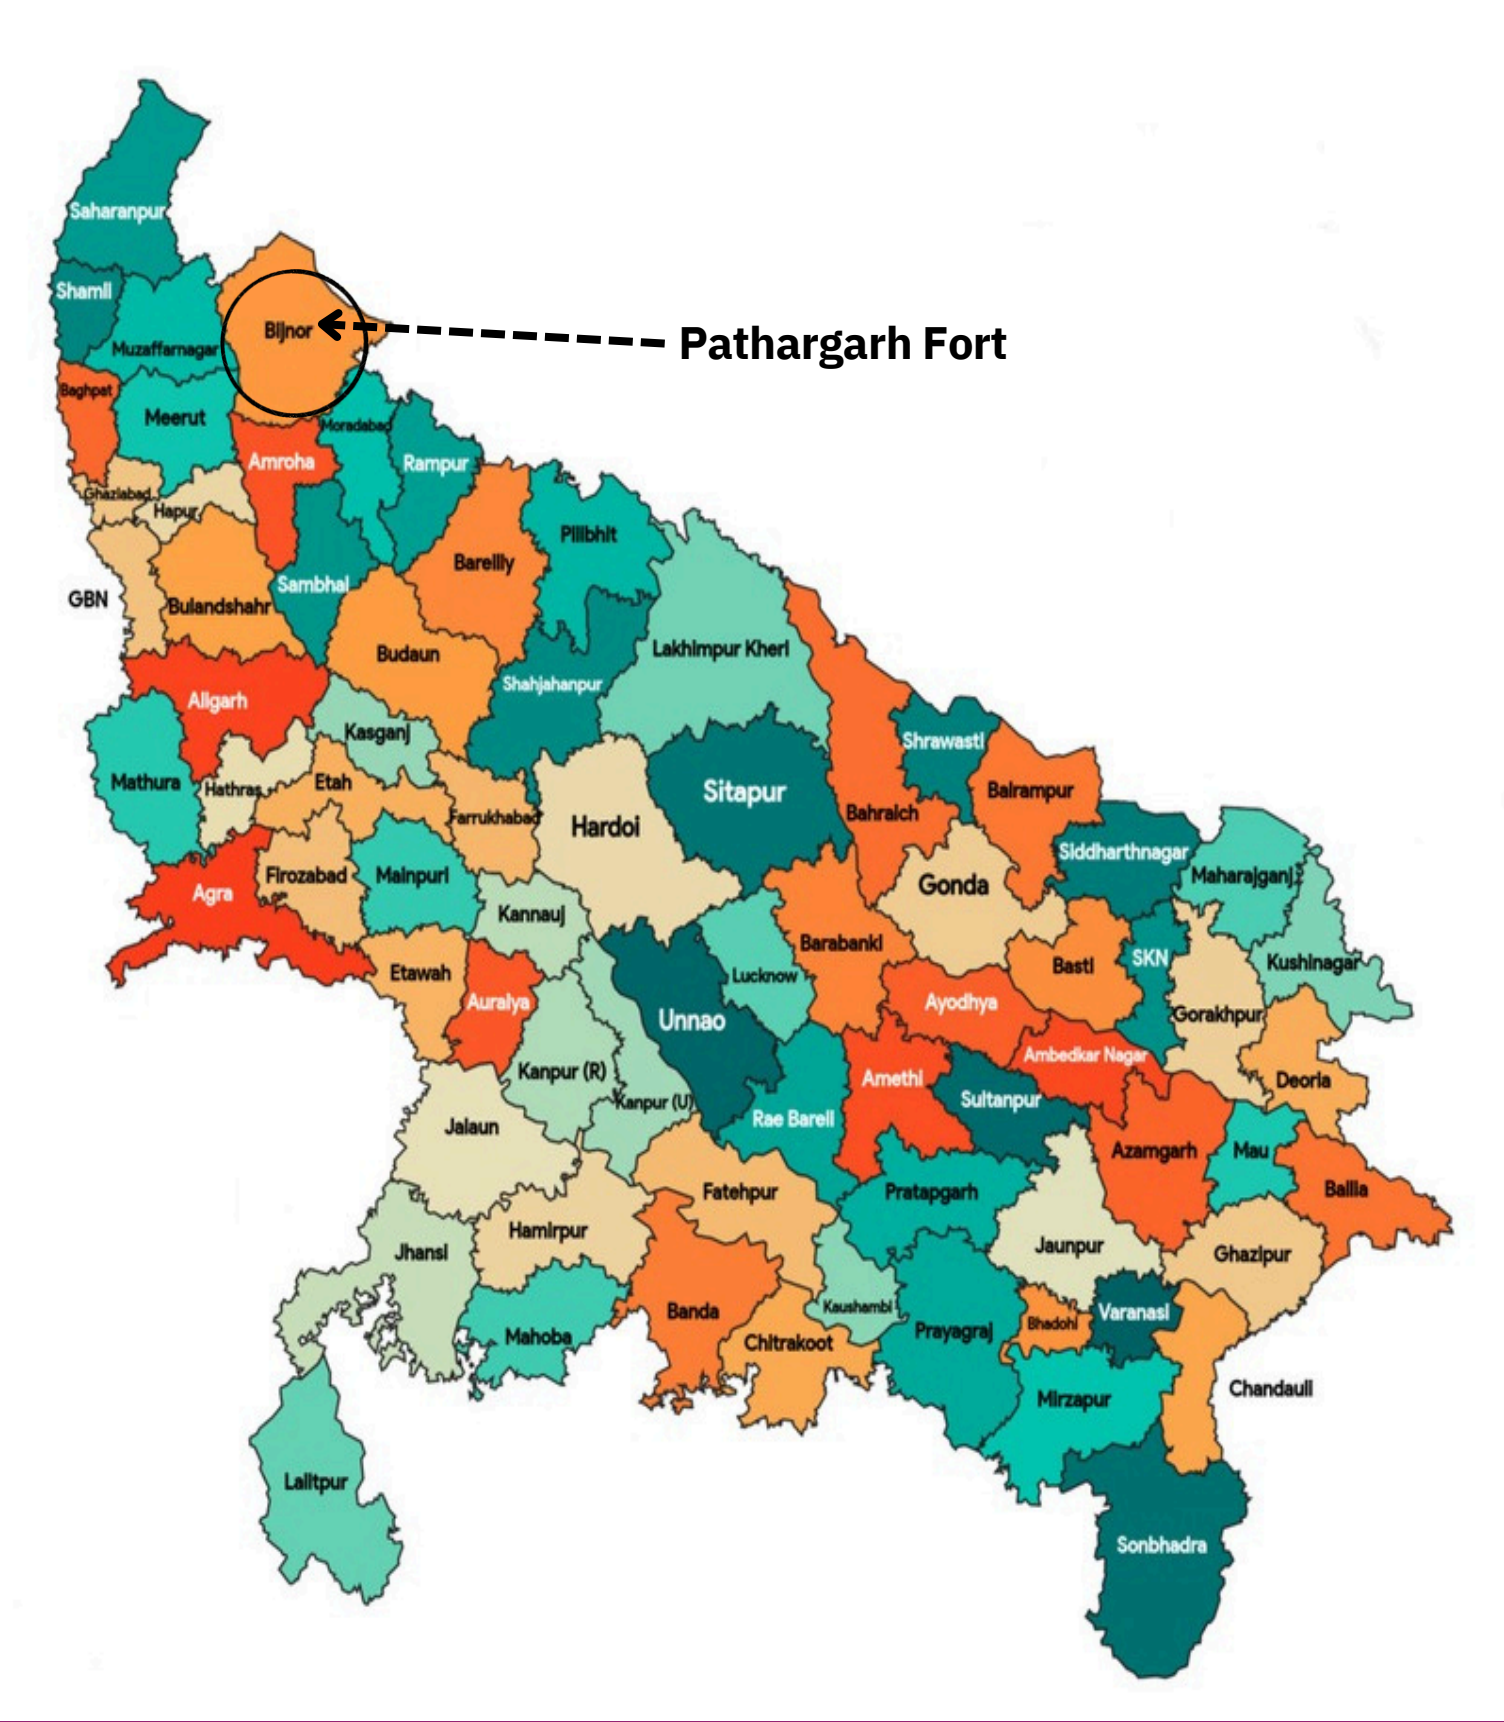 Saharanpur
Shamli
Bijnor
Pathargarh Fort
Muzaffarnagar
Baghpat
Meerut
Moradabad
Amroha
Rampur
Ghaziabad
Hapur
Pilibhit
Bareilly
Sambhal
GBN
Bulandshahr
Budaun
Lakhimpur Kheri
Shahjahanpur
Aligarh
Kasganj
Shrawasti
Mathura
Hathras
Etah
Sitapur
Balrampur
Farrukhabad
Hardoi
Bahraich
Siddharthnagar
Firozabad
Mainpuri
Maharajganj
Agra
Gonda
Kannauj
Barabanki
Etawah
Lucknow
Basti
SKN
Kushinagar
Auraiya
Ayodhya
Unnao
Gorakhpur
Kanpur (R)
Ambedkar Nagar
Amethi
Deoria
Kanpur (U)
Sultanpur
Jalaun
Rae Bareli
Azamgarh
Mau
Fatehpur
Pratapgarh
Ballia
Hamirpur
Jhansi
Jaunpur
Ghazipur
Banda
Kaushambi
Varanasi
Mahoba
Chitrakoot
Prayagraj
Bhadohi
Mirzapur
Chandauli
Lalitpur
Sonbhadra